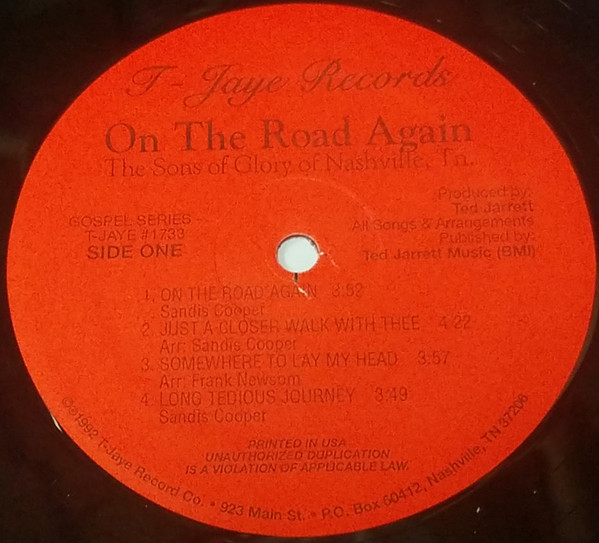 T-Jaye Records
On The Road Again
The Sons of Glory of Nashville, Tn.
GOSPEL SERIES
T-JAYE #1733
SIDE ONE
Produced by:
Ted Jarrett
All Songs & Arrangements
Published by:
Ted Jarrett Music (BMI)
1. ON THE ROAD AGAIN 3:52
Sandis Cooper
2. JUST A CLOSER WALK WITH THEE 4:22
Arr: Sandis Cooper
3. SOMEWHERE TO LAY MY HEAD 3:57
Arr: Frank Newsom
4. LONG TEDIOUS JOURNEY 3:49
Sandis Cooper
PRINTED IN USA
UNAUTHORIZED DUPLICATION
IS A VIOLATION OF APPLICABLE LAW.
©1992 T-Jaye Record Co. • 923 Main St. • P.O. Box 60412, Nashville, TN 37206